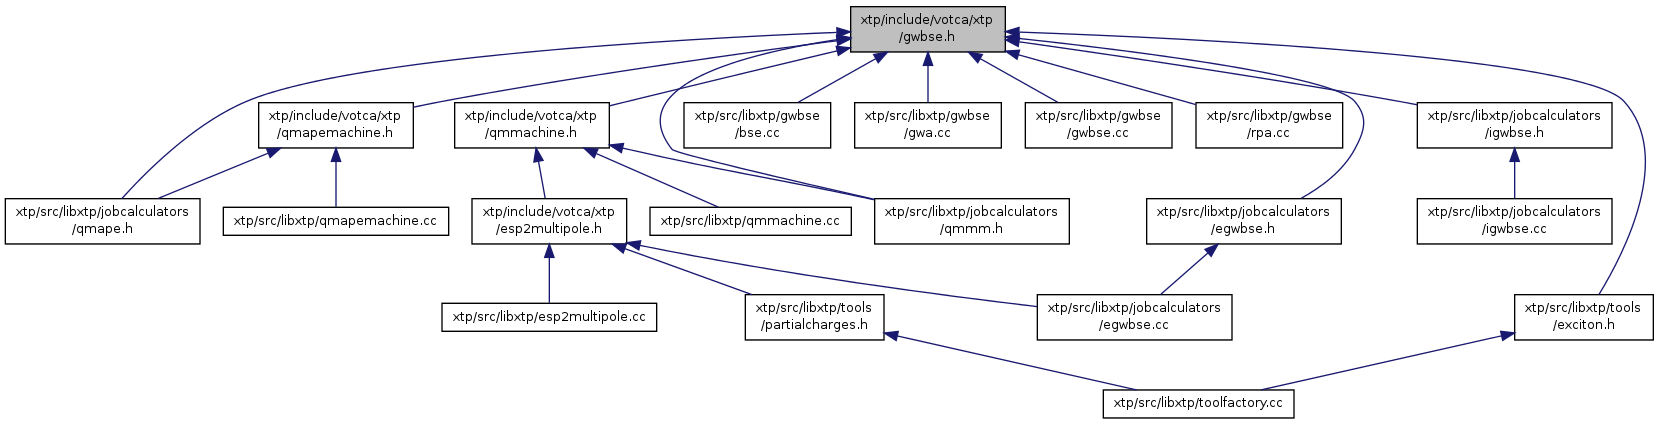 xtp/include/votca/xtp
/gwbse.h
xtp/include/votca/xtp
/qmapemachine.h
xtp/include/votca/xtp
/qmmachine.h
xtp/src/libxtp/gwbse
/bse.cc
xtp/src/libxtp/gwbse
/gwa.cc
xtp/src/libxtp/gwbse
/gwbse.cc
xtp/src/libxtp/gwbse
/rpa.cc
xtp/src/libxtp/jobcalculators
/igwbse.h
xtp/src/libxtp/jobcalculators
/qmape.h
xtp/src/libxtp/qmapemachine.cc
xtp/include/votca/xtp
/esp2multipole.h
xtp/src/libxtp/qmmachine.cc
xtp/src/libxtp/jobcalculators
/qmmm.h
xtp/src/libxtp/jobcalculators
/egwbse.h
xtp/src/libxtp/jobcalculators
/igwbse.cc
xtp/src/libxtp/esp2multipole.cc
xtp/src/libxtp/tools
/partialcharges.h
xtp/src/libxtp/jobcalculators
/egwbse.cc
xtp/src/libxtp/tools
/exciton.h
xtp/src/libxtp/toolfactory.cc